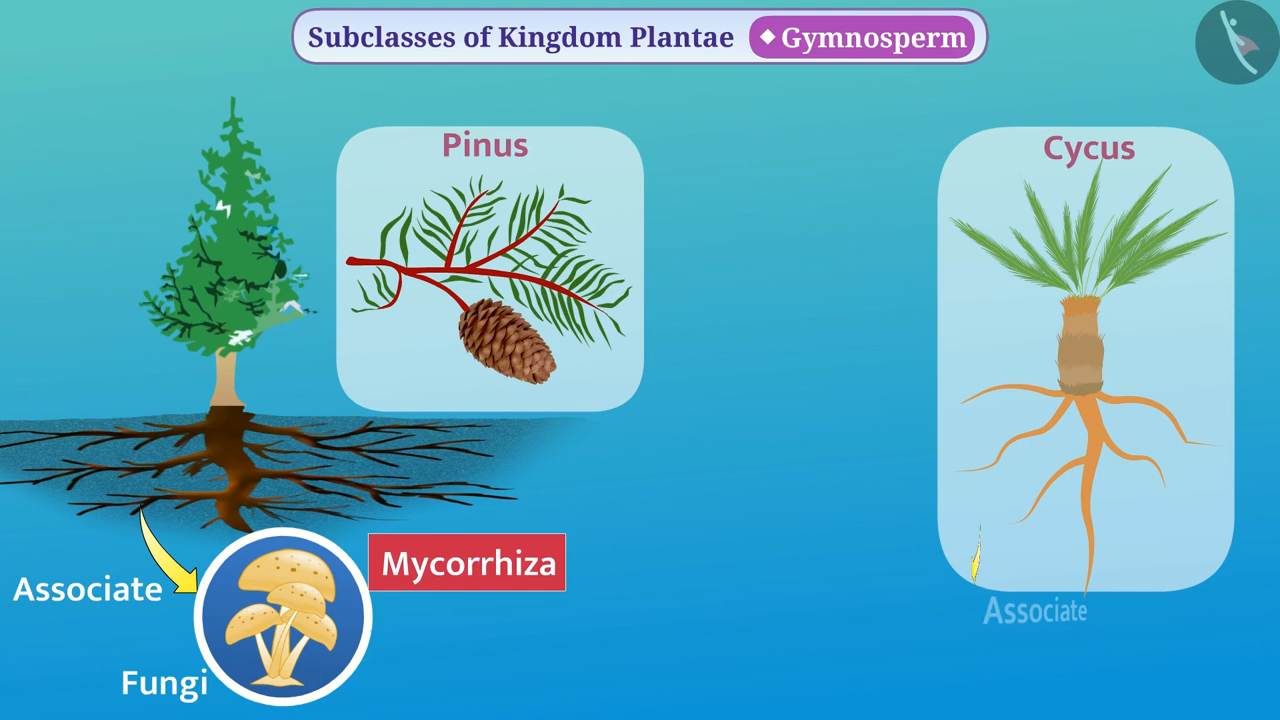 Subclasses of Kingdom Plantae ◆ Gymnosperm
Pinus
Cycus
Mycorrhiza
Associate
Fungi
Associate